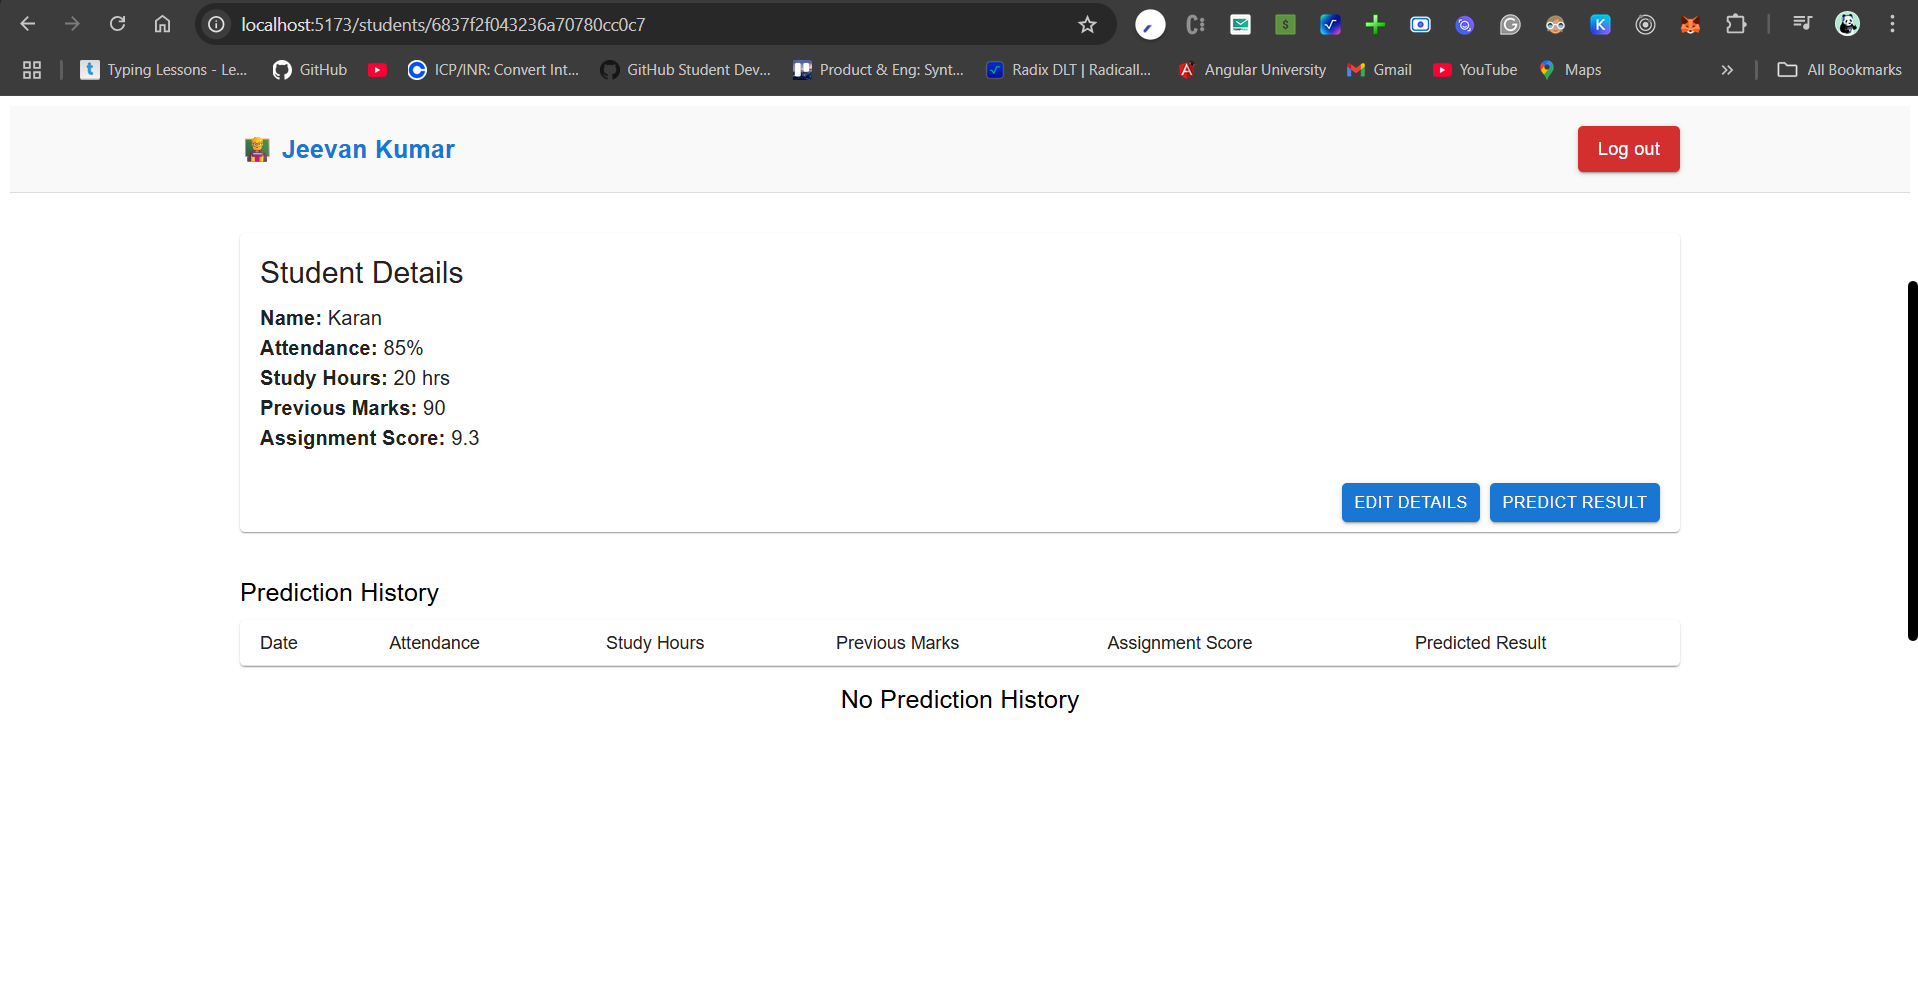 localhost:5173/students/6837f2f043236a70780cc0c7
Typing Lessons - Le... GitHub ICP/INR: Convert Int... GitHub Student Dev... Product & Eng: Synt... Radix DLT | Radicall... Angular University Gmail YouTube Maps » All Bookmarks
Jeevan Kumar Log out
Student Details
Name: Karan
Attendance: 85%
Study Hours: 20 hrs
Previous Marks: 90
Assignment Score: 9.3
EDIT DETAILS PREDICT RESULT
Prediction History
Date Attendance Study Hours Previous Marks Assignment Score Predicted Result
No Prediction History